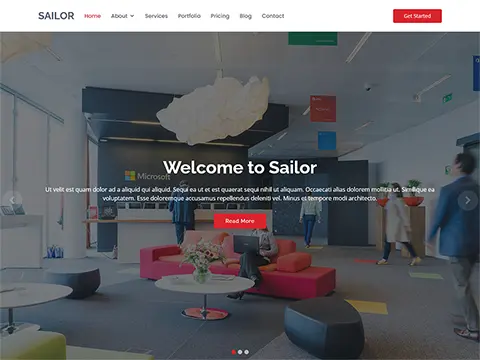 SAILOR Home About Services Portfolio Pricing Blog Contact Get Started
Microsoft
Welcome to Sailor
Ut velit est quam dolor ad a aliquid qui aliquid. Sequi ea ut et est quaerat sequi nihil ut aliquam. Occaecati alias dolorem mollitia ut. Similique ea
voluptatem. Esse doloremque accusamus repellendus deleniti vel. Minus et tempore modi architecto.
Read More